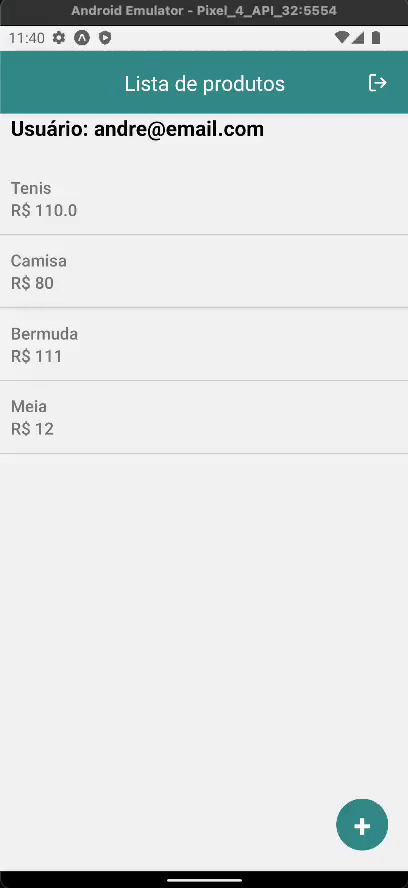 Android Emulator - Pixel_4_API_32:5554
11:40
Lista de produtos
Usuário: andre@email.com
Tenis
R$ 110.0
Camisa
R$ 80
Bermuda
R$ 111
Meia
R$ 12
+